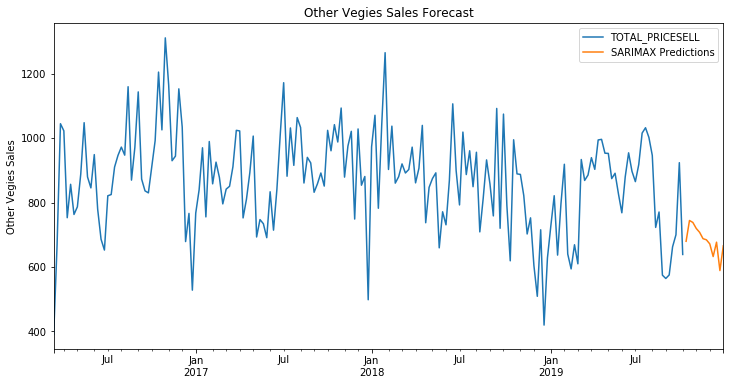 Other Vegies Sales Forecast
TOTAL_PRICESELL
SARIMAX Predictions
Other Vegies Sales
1200
1000
800
600
400
Jul Jan Jul Jan Jul Jan Jul
2017 2018 2019